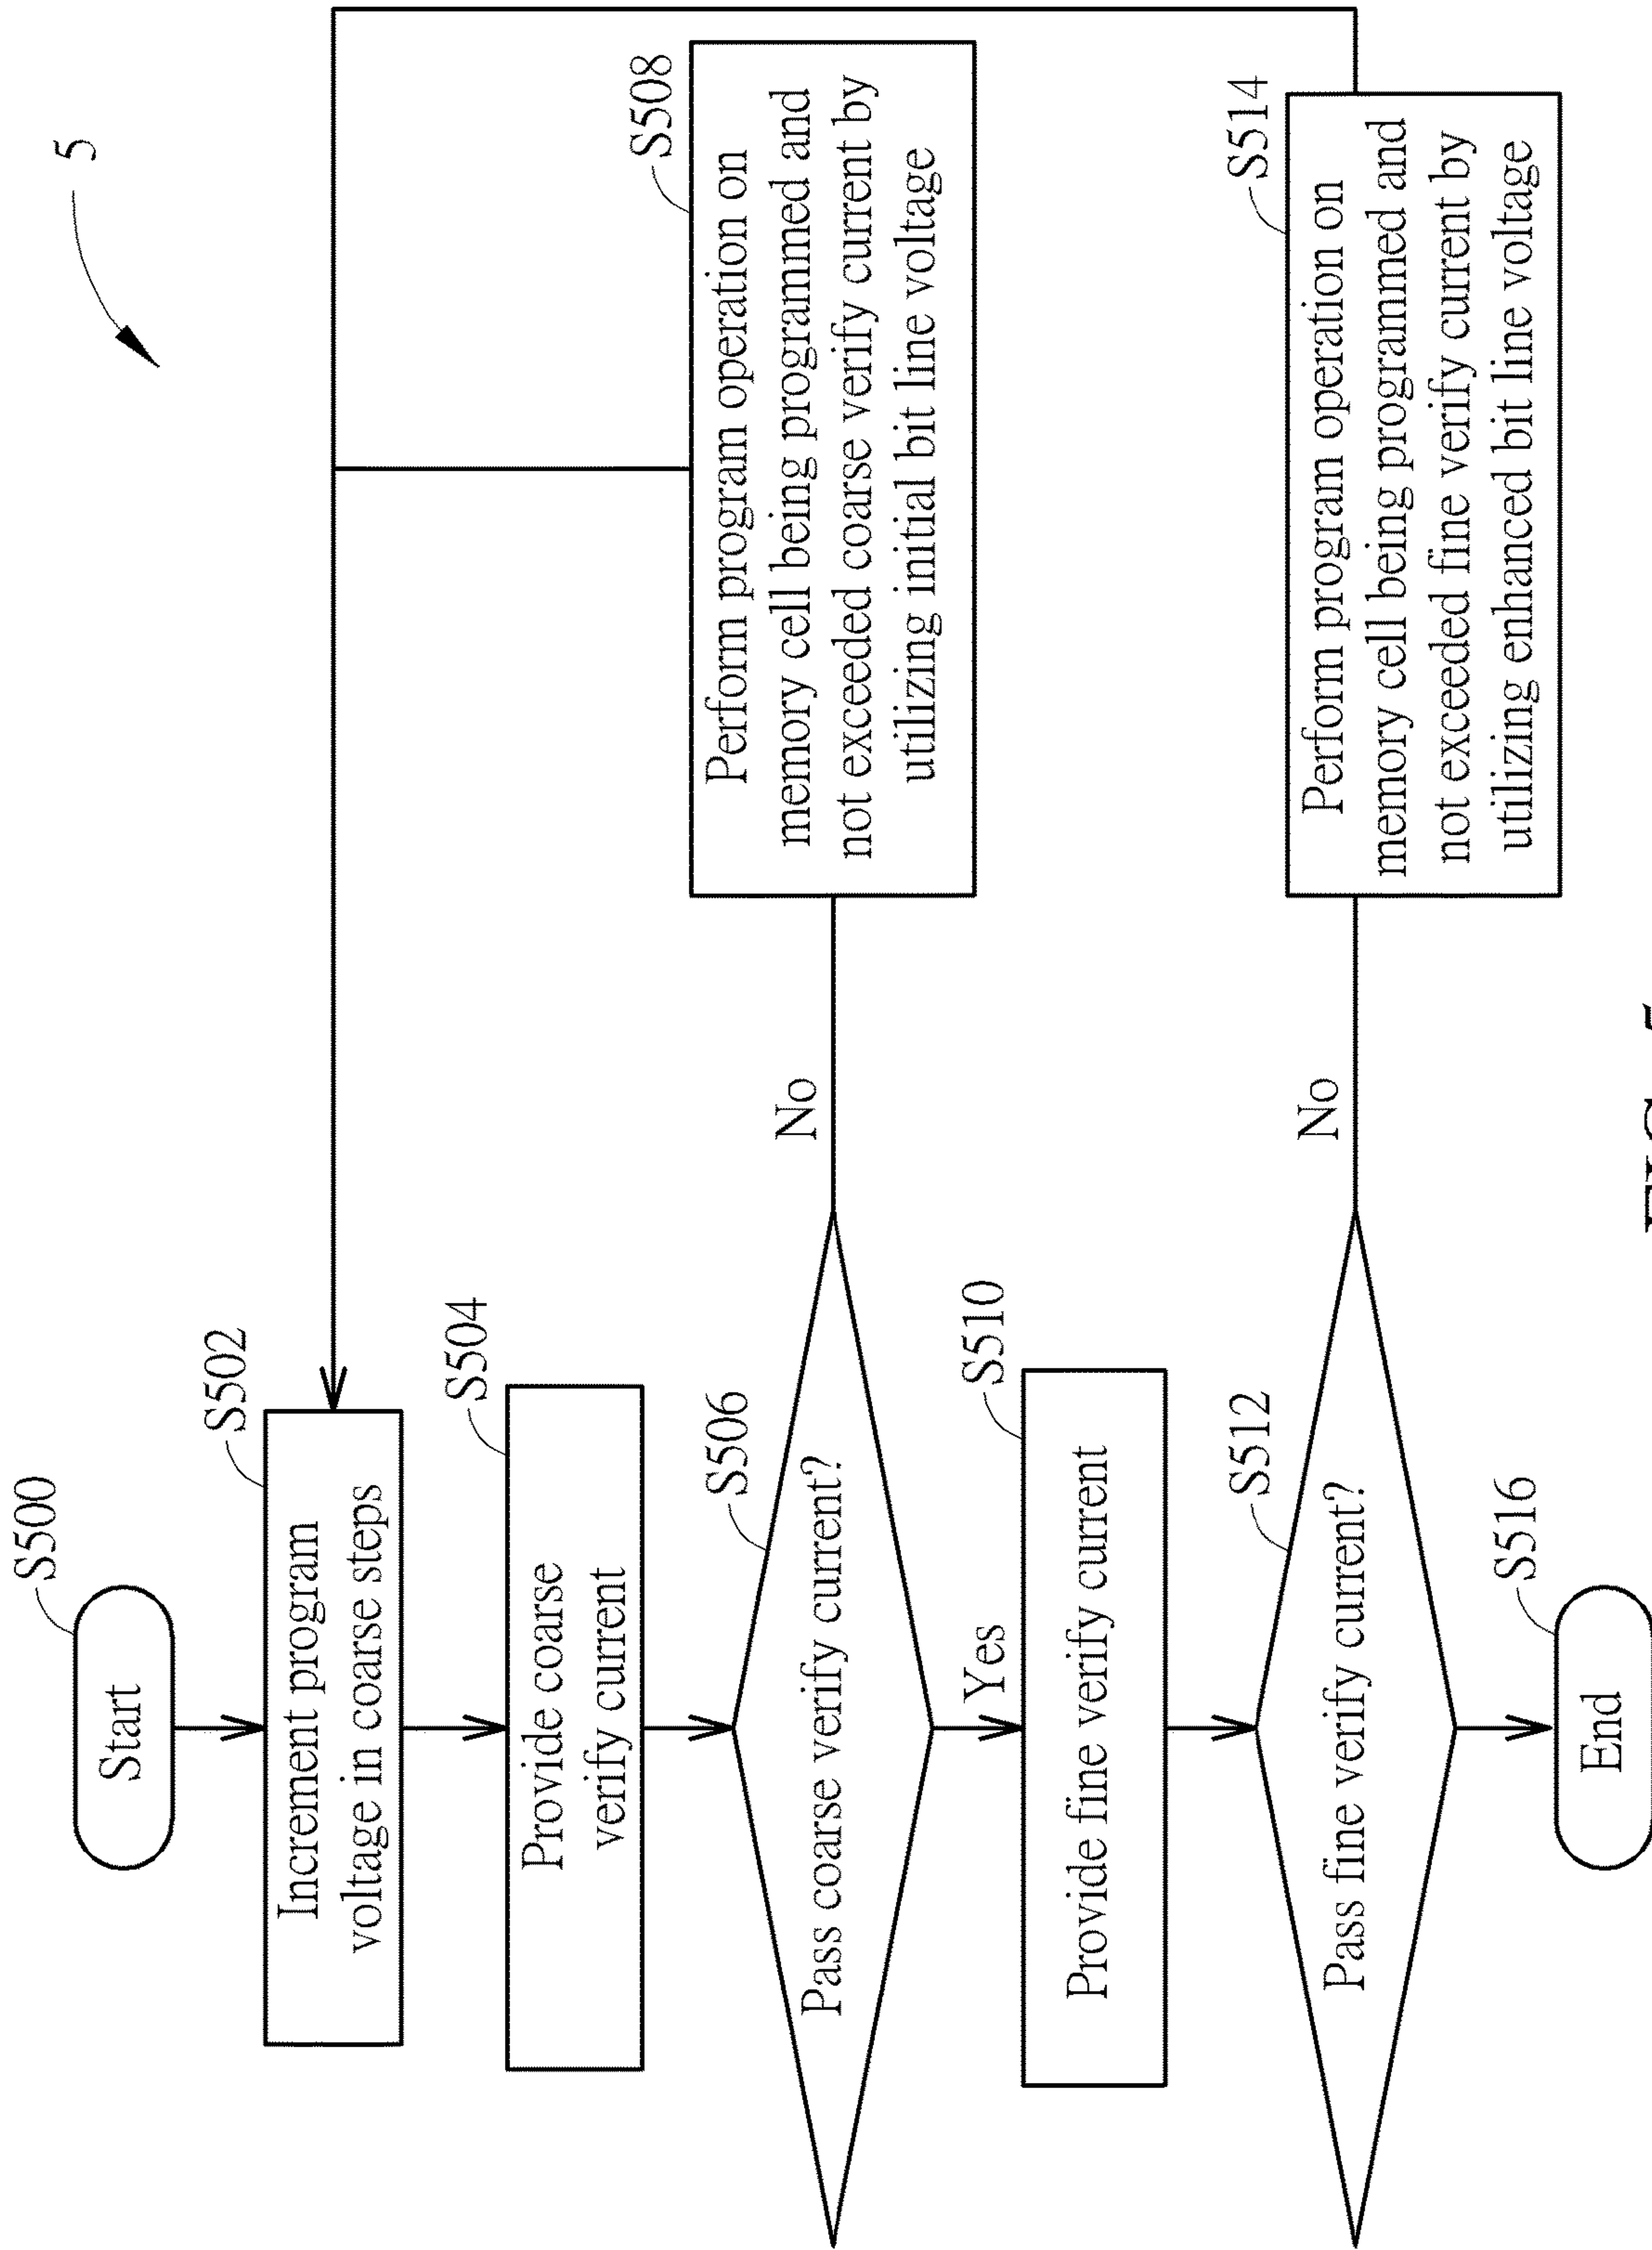 5
S500
Start
S502
Increment program
voltage in coarse steps
S504
Provide coarse
verify current
S506
Pass coarse verify current?
No
S508
Perform program operation on
memory cell being programmed and
not exceeded coarse verify current by
utilizing initial bit line voltage
Yes
S510
Provide fine verify current
S512
Pass fine verify current?
No
S514
Perform program operation on
memory cell being programmed and
not exceeded fine verify current by
utilizing enhanced bit line voltage
S516
End